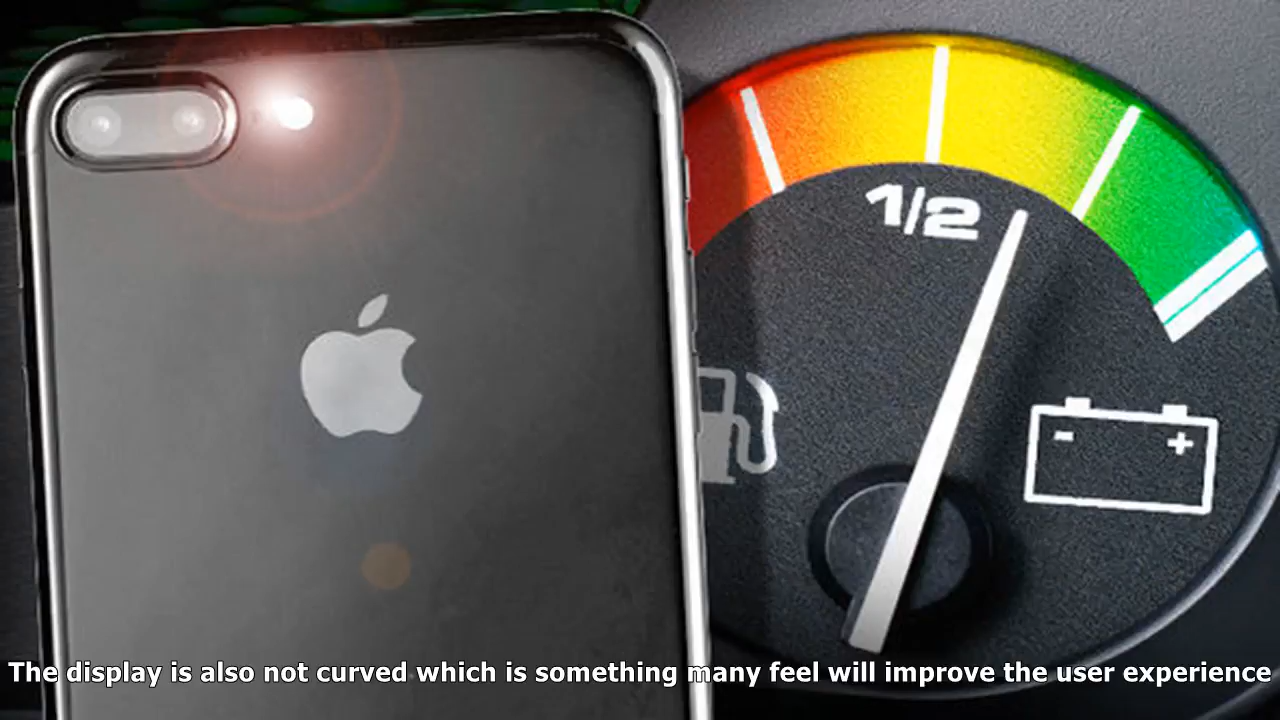 1/2
- +
The display is also not curved which is something many feel will improve the user experience